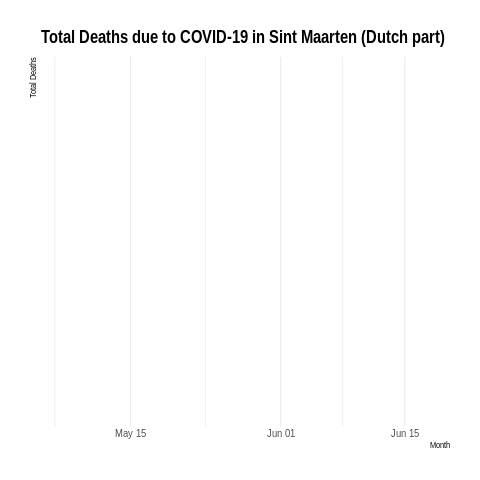 Total Deaths due to COVID-19 in Sint Maarten (Dutch part)
Total Deaths
May 15
Jun 01
Jun 15
Month